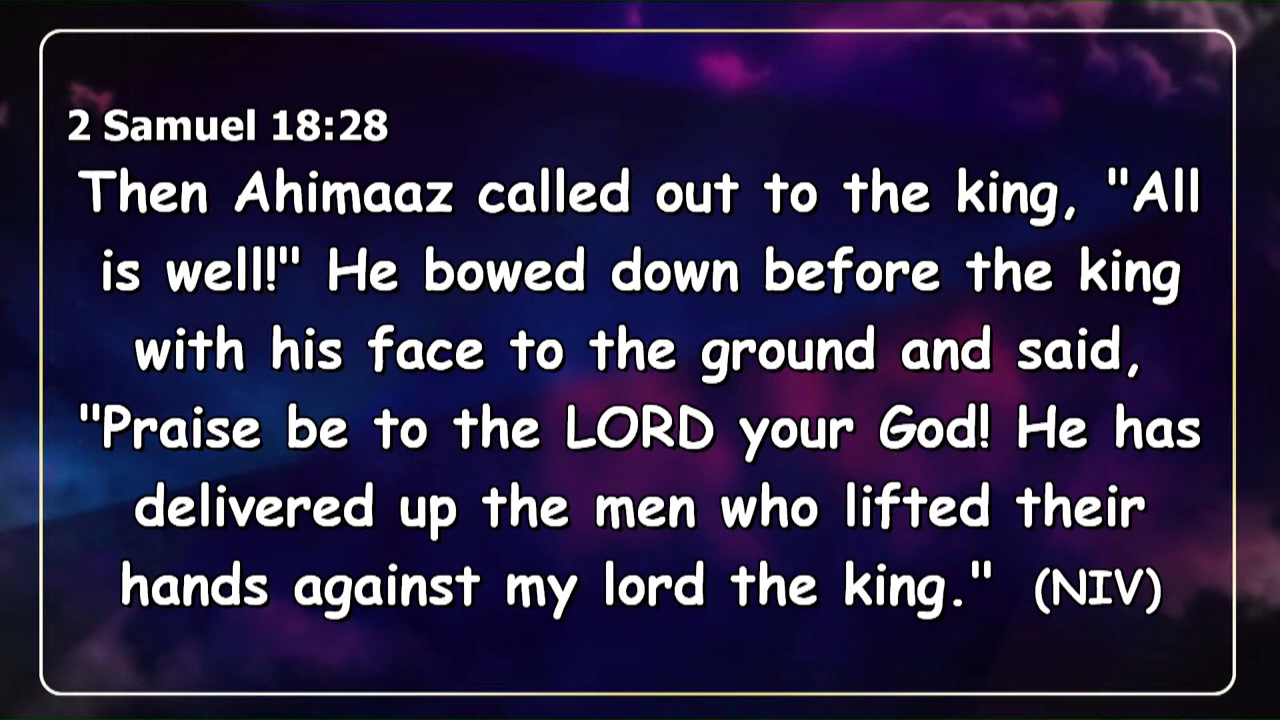 2 Samuel 18:28
Then Ahimaaz called out to the king, "All
is well!" He bowed down before the king
with his face to the ground and said,
"Praise be to the LORD your God! He has
delivered up the men who lifted their
hands against my lord the king." (NIV)